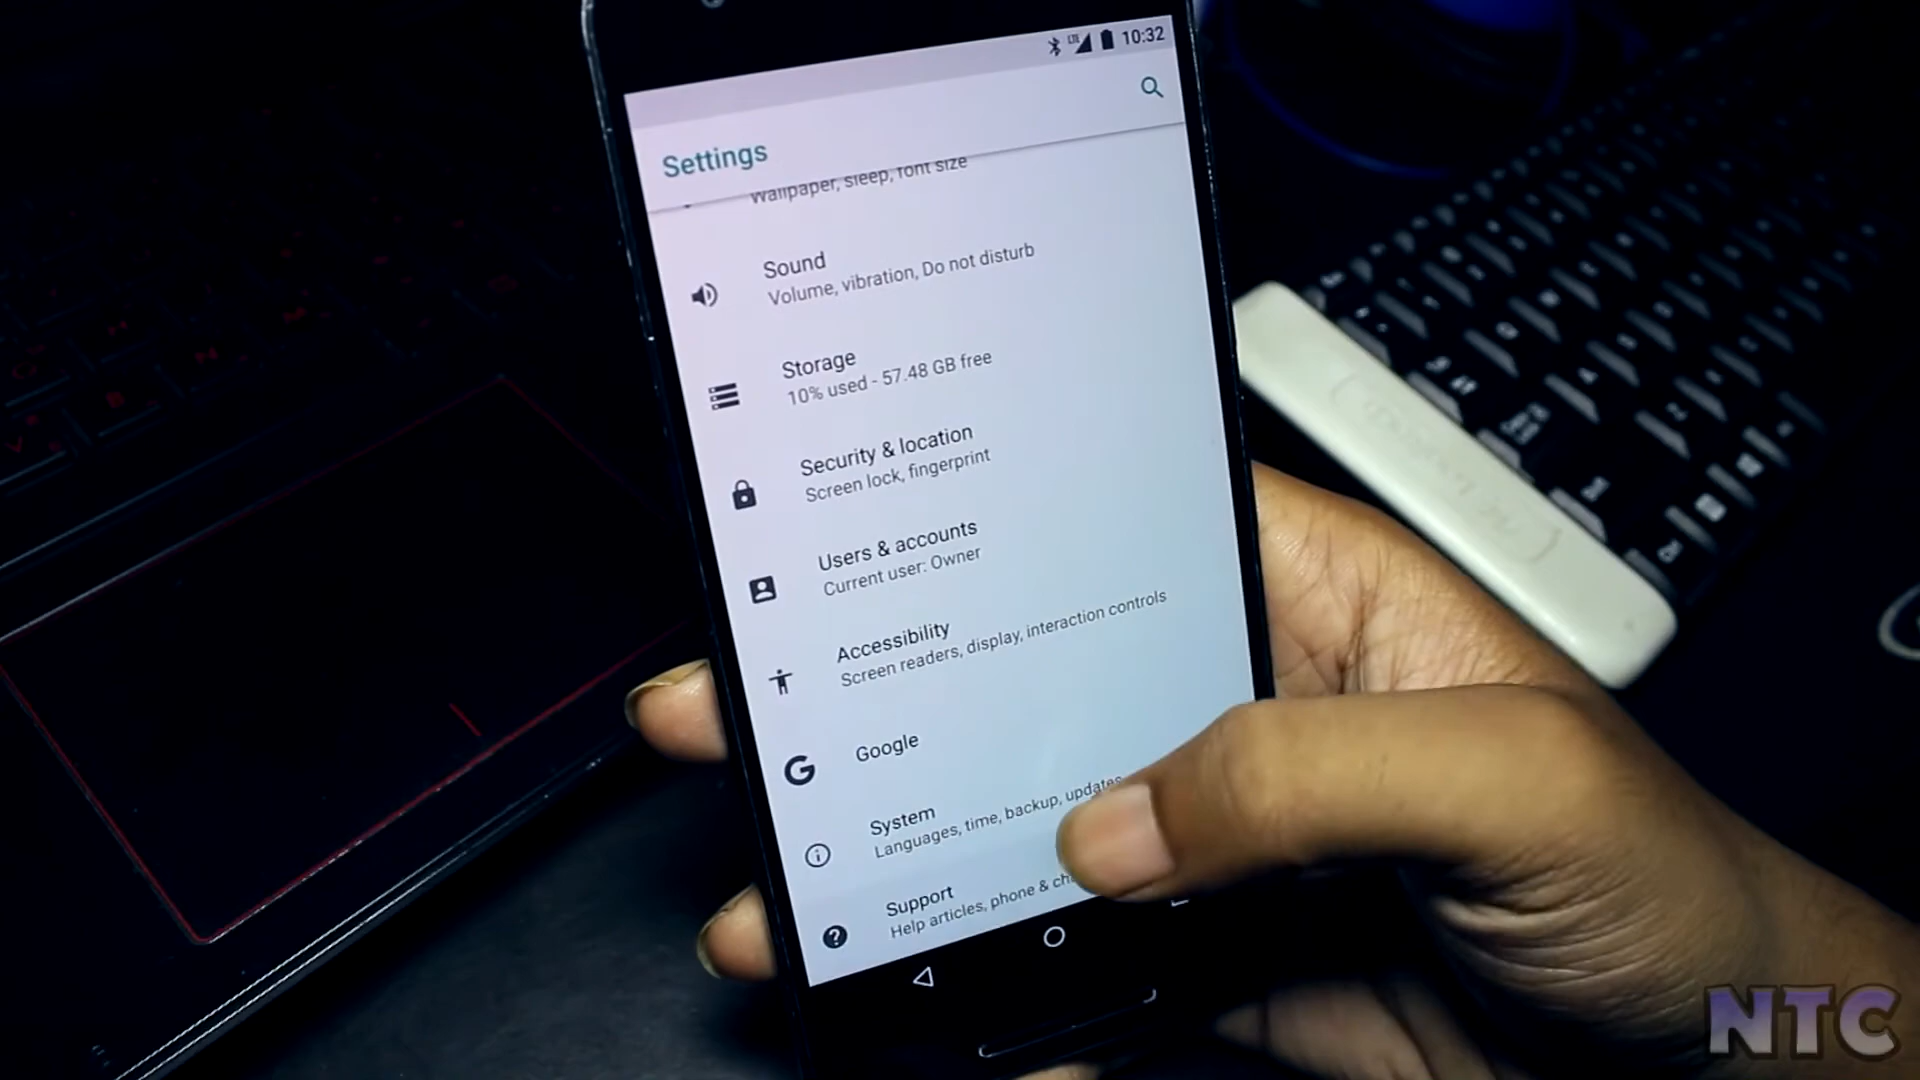 LTE 10:32
Settings
Wallpaper, sleep, font size
Sound
Volume, vibration, Do not disturb
Storage
10% used - 57.48 GB free
Security & location
Screen lock, fingerprint
Users & accounts
Current user: Owner
Accessibility
Screen readers, display, interaction controls
Google
System
Languages, time, backup, updates
Support
Help articles, phone & ch
NTC